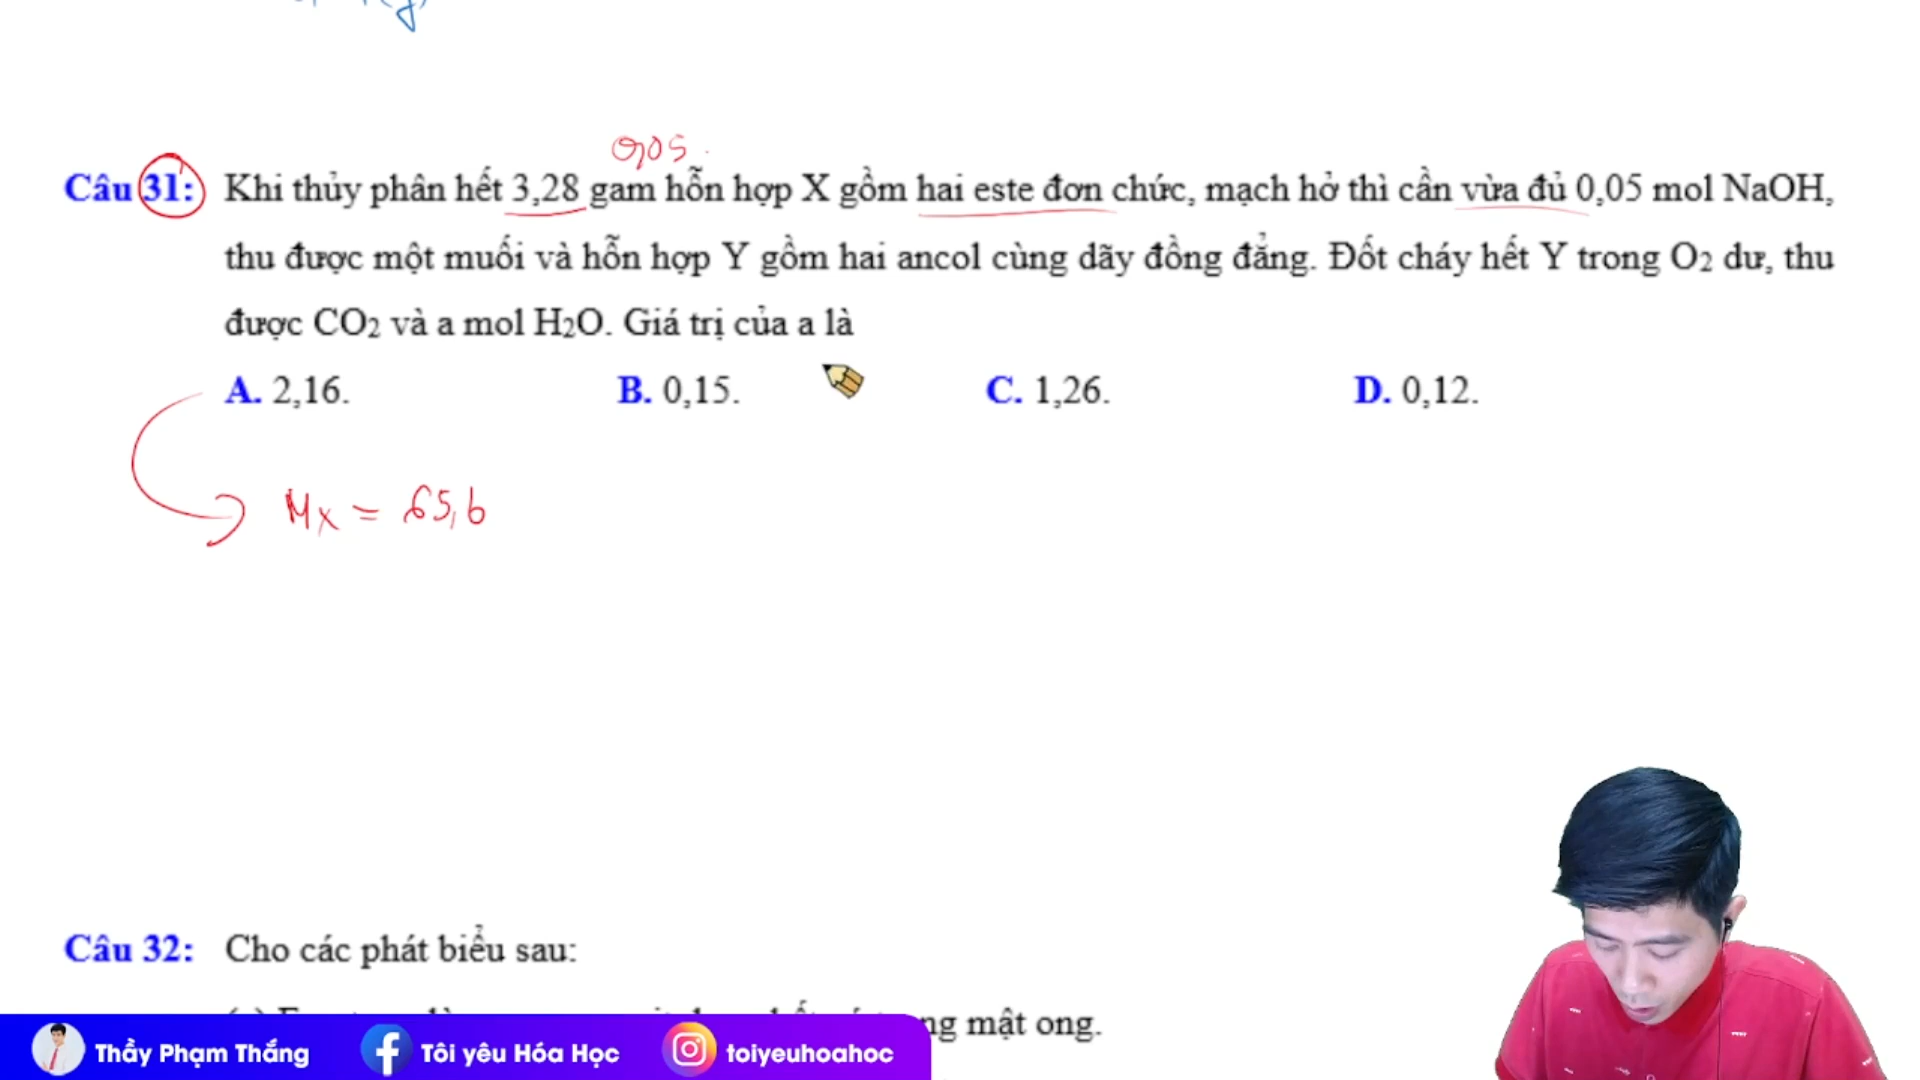 0,05
Câu 31: Khi thủy phân hết 3,28 gam hỗn hợp X gồm hai este đơn chức, mạch hở thì cần vừa đủ 0,05 mol NaOH,
thu được một muối và hỗn hợp Y gồm hai ancol cùng dãy đồng đẳng. Đốt cháy hết Y trong O₂ dư, thu
được CO₂ và a mol H₂O. Giá trị của a là
A. 2,16. B. 0,15. C. 1,26. D. 0,12.
Mx = 65,6
Câu 32: Cho các phát biểu sau:
mật ong.
Thầy Phạm Thắng Tôi yêu Hóa Học toiyeuhoahoc